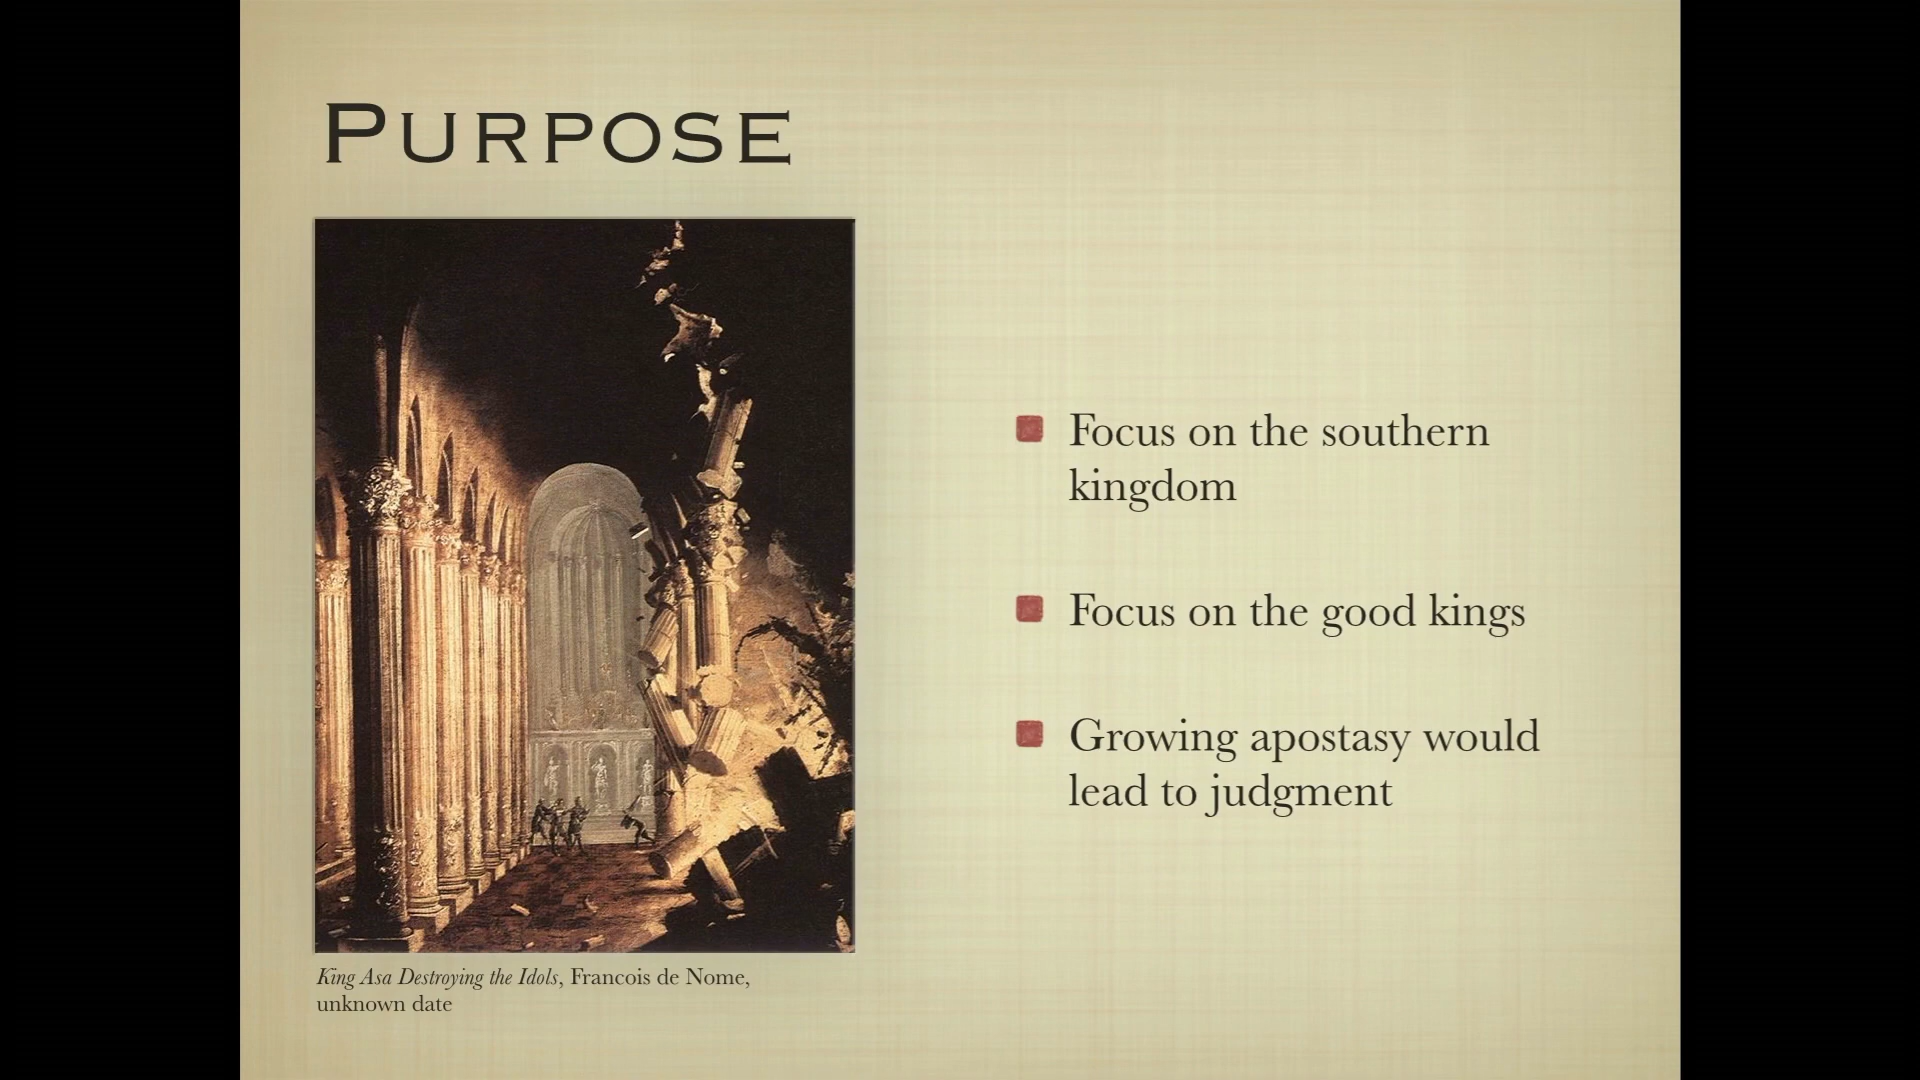 PURPOSE
Focus on the southern
kingdom
Focus on the good kings
Growing apostasy would
lead to judgment
King Asa Destroying the Idols, Francois de Nome,
unknown date